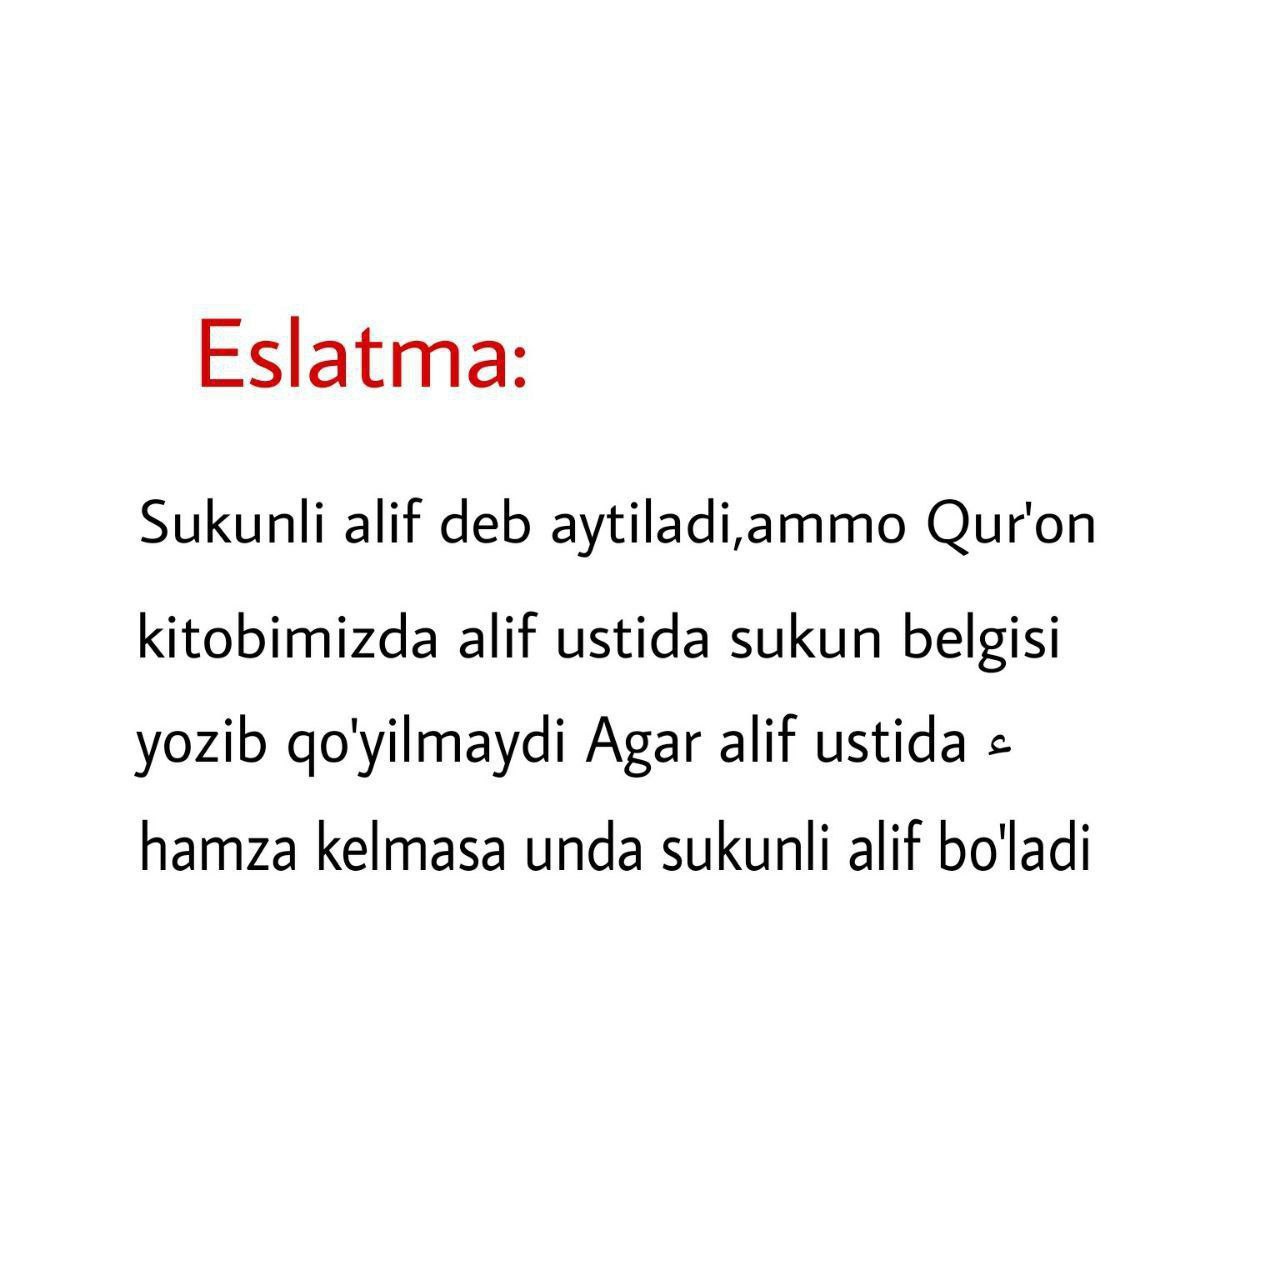 Eslatma:
Sukunli alif deb aytiladi,ammo Qur'on
kitobimizda alif ustida sukun belgisi
yozib qo'yilmaydi Agar alif ustida ء
hamza kelmasa unda sukunli alif bo'ladi